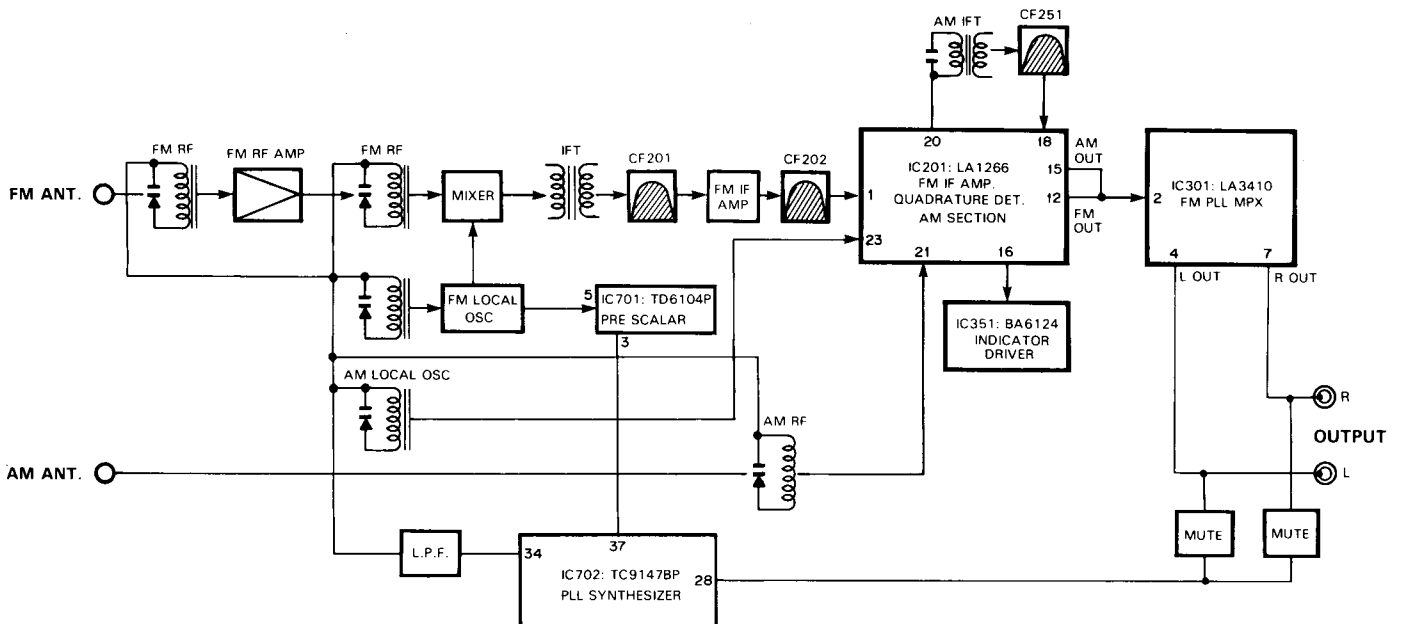 AM IFT
CF251
20
18
FM RF
FM RF AMP
FM RF
IFT
CF201
CF202
FM ANT.
MIXER
FM IF
AMP
1
IC201: LA1266
FM IF AMP.
QUADRATURE DET.
AM SECTION
23
21
16
15
12
AM
OUT
FM
OUT
2
IC301: LA3410
FM PLL MPX
4
7
L OUT
R OUT
FM LOCAL
OSC
5
IC701: TD6104P
PRE SCALAR
3
IC351: BA6124
INDICATOR
DRIVER
AM LOCAL OSC
AM RF
R
OUTPUT
L
AM ANT.
L.P.F.
34
37
IC702: TC9147BP
PLL SYNTHESIZER
28
MUTE
MUTE